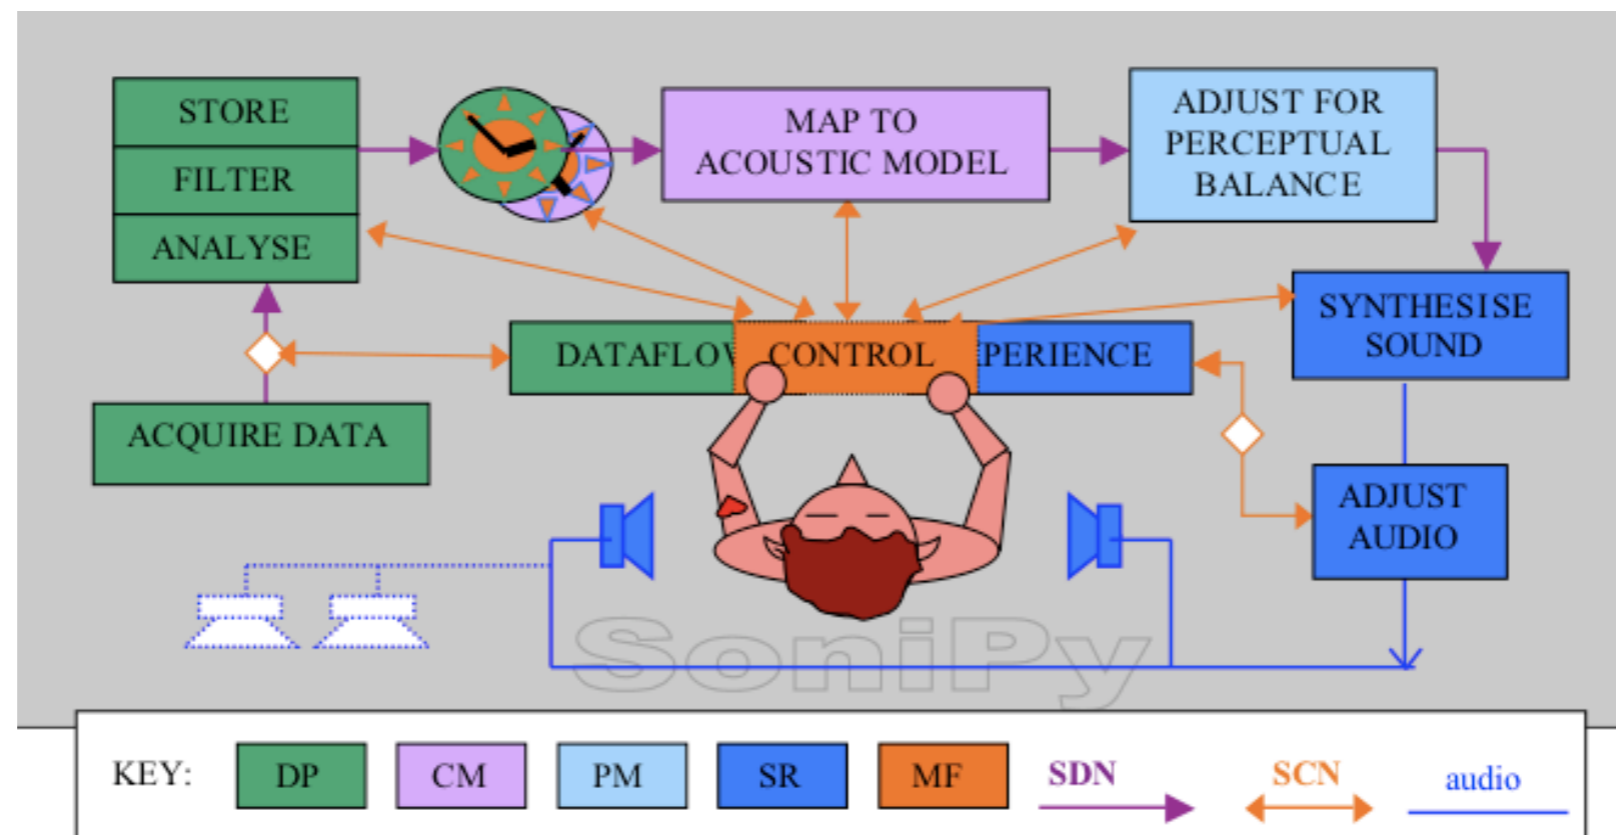 STORE
FILTER
ANALYSE
MAP TO
ACOUSTIC MODEL
ADJUST FOR
PERCEPTUAL
BALANCE
SYNTHESISE
SOUND
DATAFLOW
CONTROL
PERIENCE
ACQUIRE DATA
ADJUST
AUDIO
SoniPy
KEY:
DP
CM
PM
SR
MF
SDN
SCN
audio